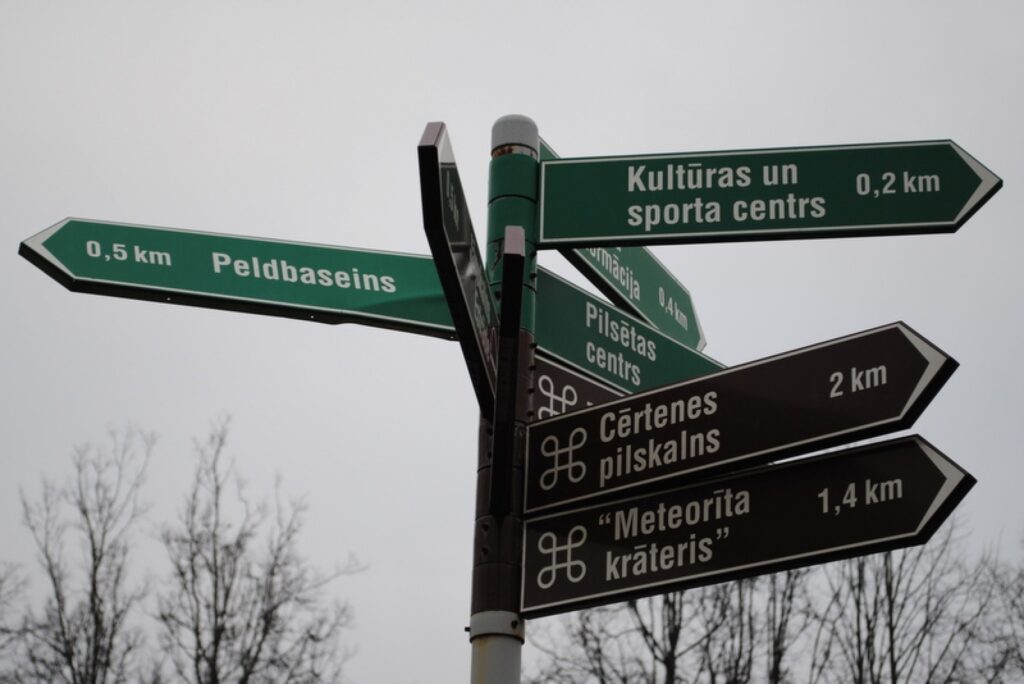 Kultūras un
sporta centrs
0,2 km
0,5 km Peldbaseins
0,4 km
Pilsētas
centrs
Cērtenes
pilskalns
2 km
“Meteorīta
krāteris”
1,4 km